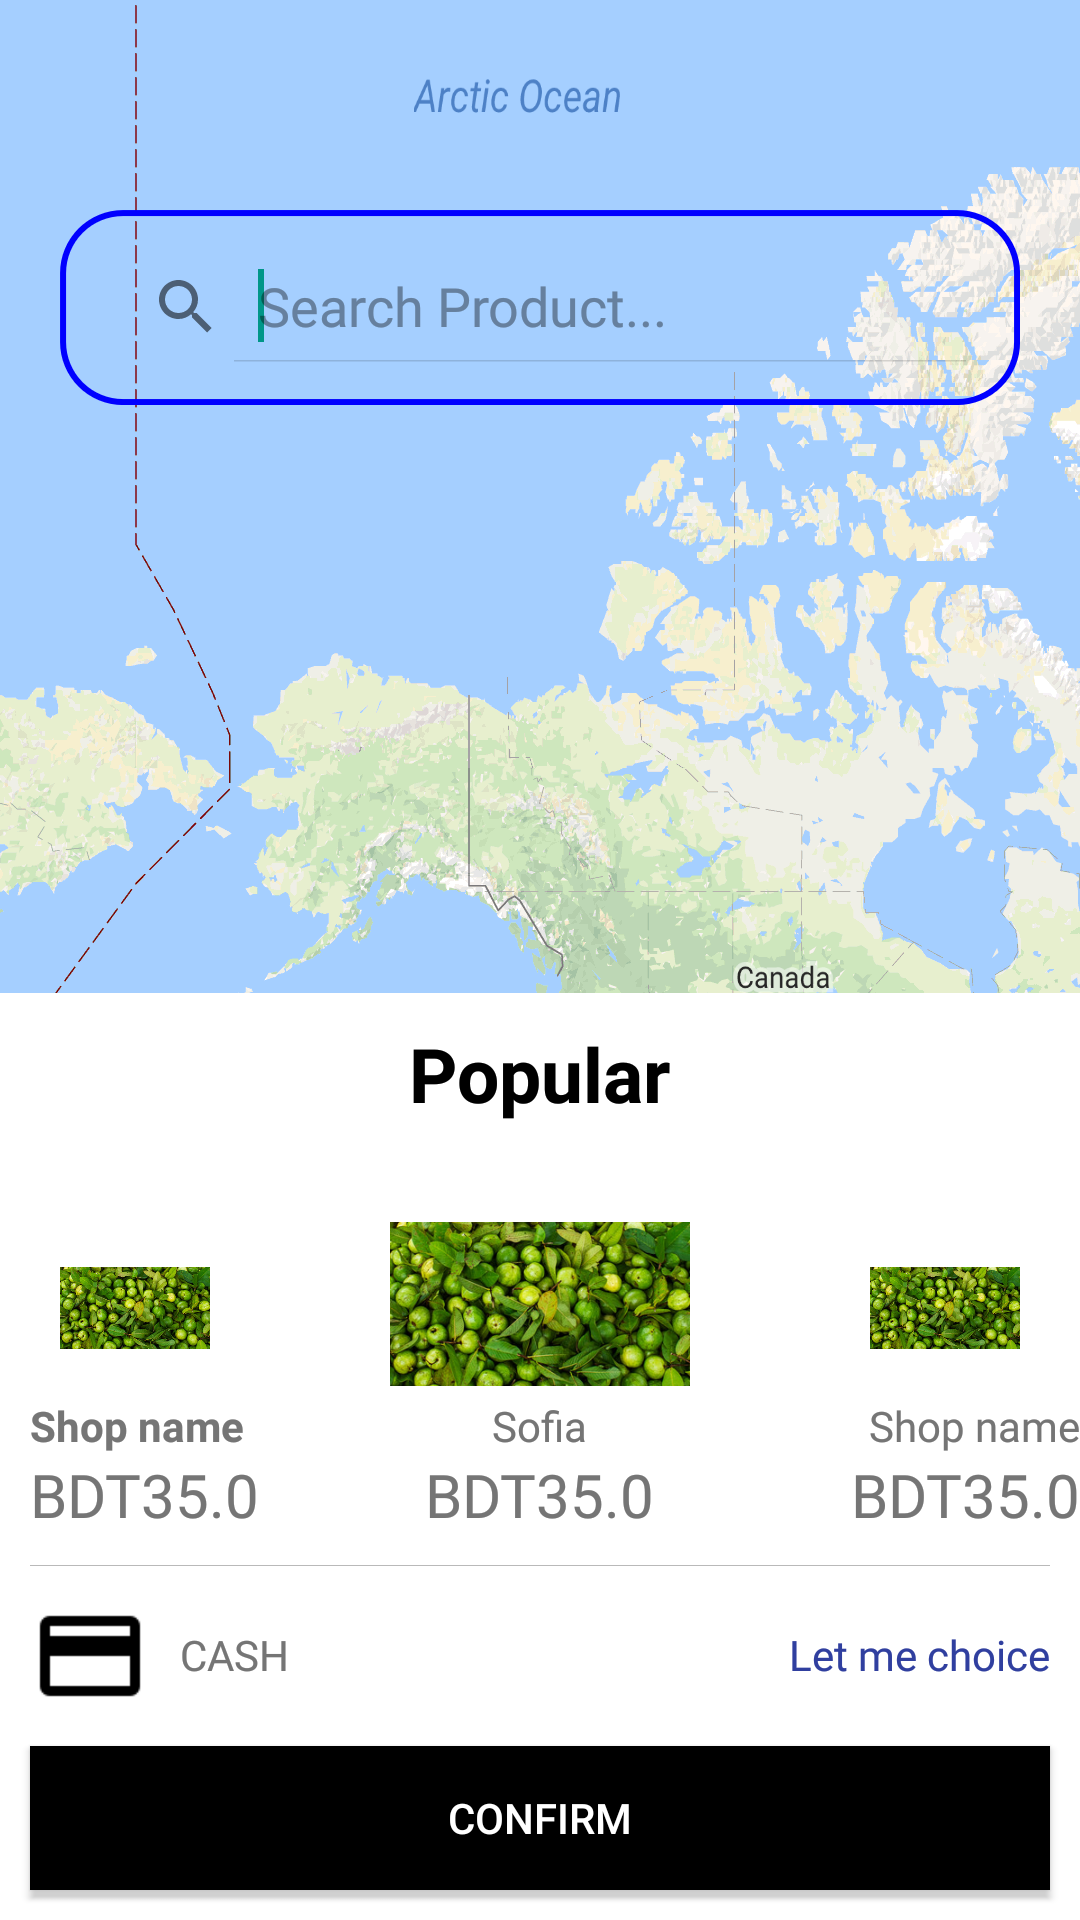 Arctic Ocean
Search Product...
Canada
Popular
Shop name
BDT35.0
Sofia
BDT35.0
Shop name
BDT35.0
CASH
Let me choice
CONFIRM